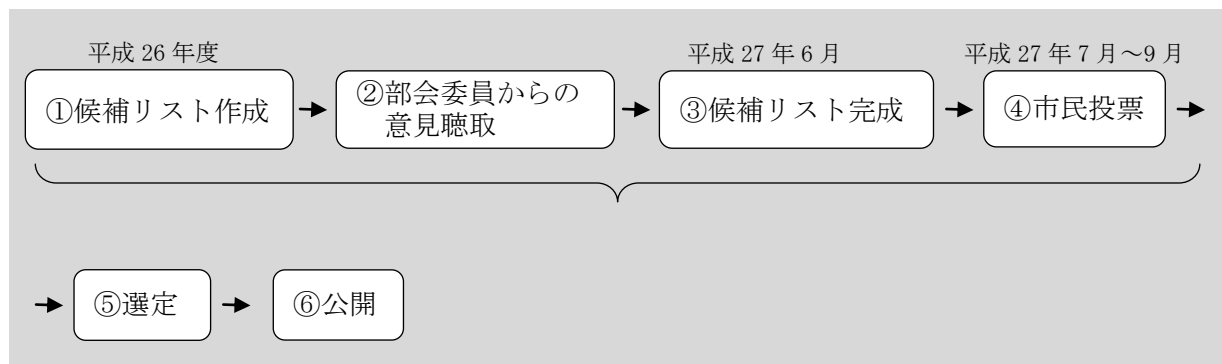 平成 26 年度
①候補リスト作成
②部会委員からの
意見聴取
平成 27 年 6 月
③候補リスト完成
平成 27 年 7 月～9 月
④市民投票
⑤選定
⑥公開